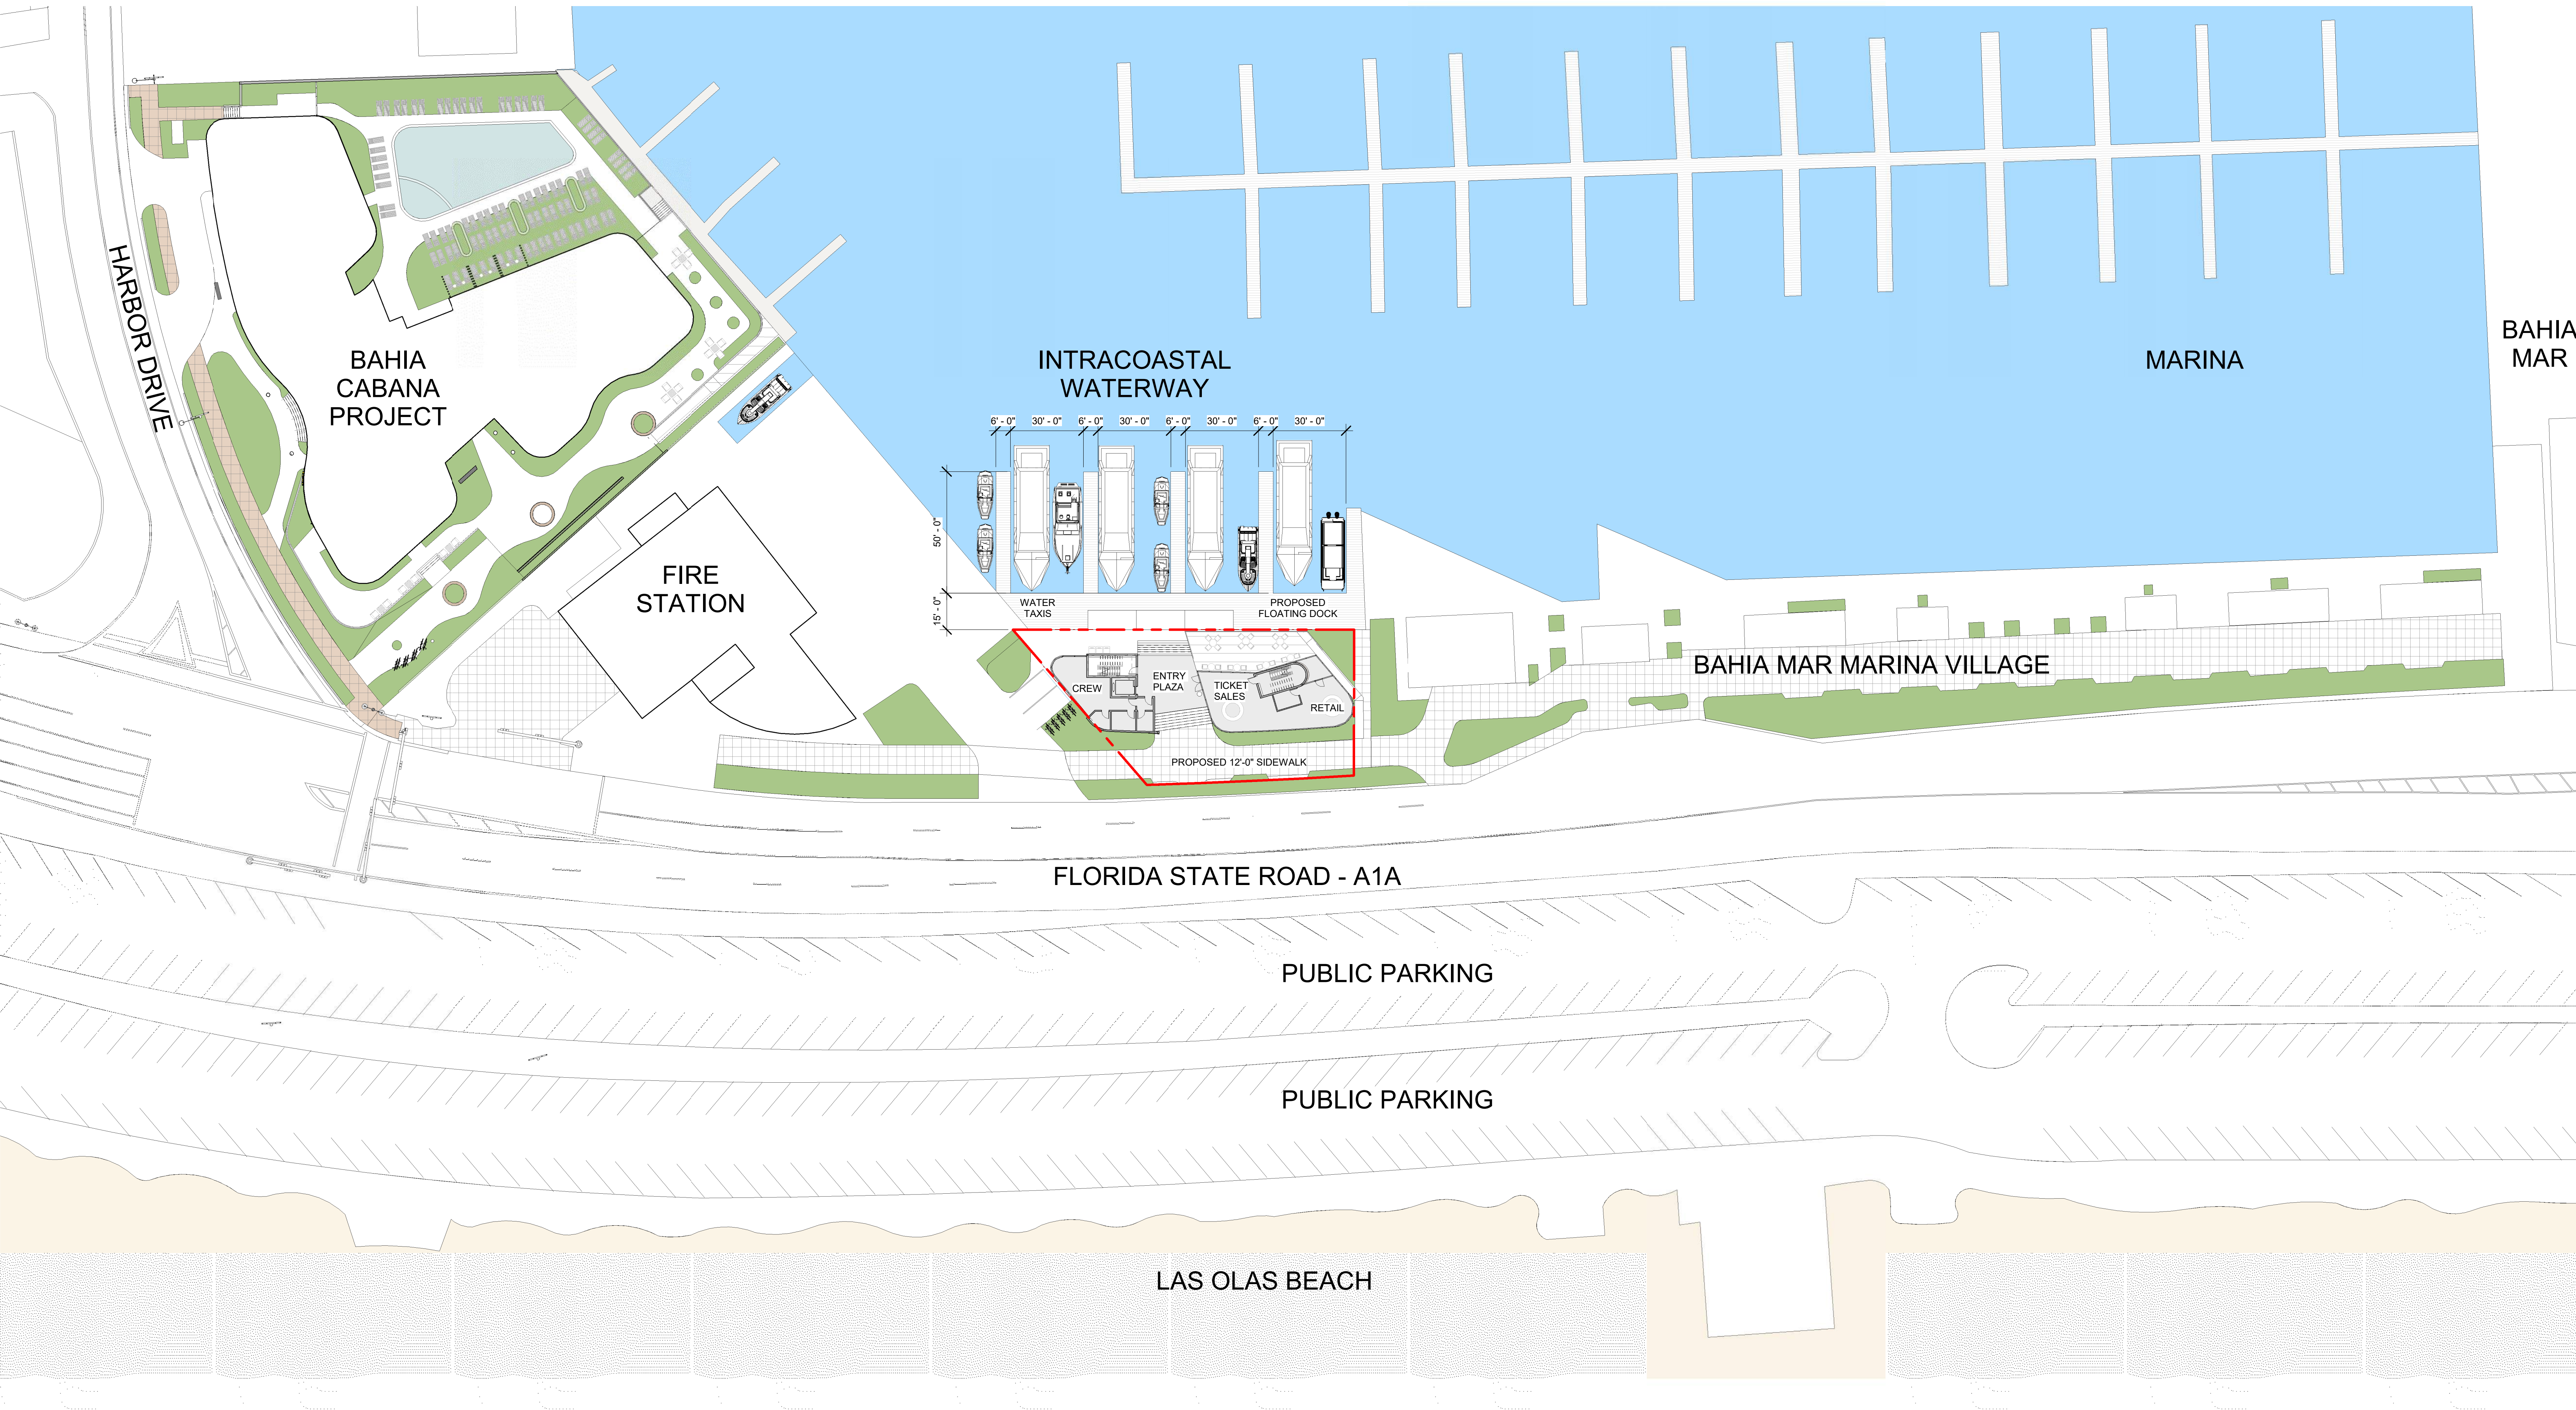 HARBOR DRIVE
BAHIA
CABANA
PROJECT
INTRACOASTAL
WATERWAY
MARINA
BAHIA
MAR
6' - 0"
30' - 0"
6' - 0"
30' - 0"
6' - 0"
30' - 0"
6' - 0"
30' - 0"
50' - 0"
15' - 0"
FIRE
STATION
WATER
TAXIS
PROPOSED
FLOATING DOCK
CREW
ENTRY
PLAZA
TICKET
SALES
RETAIL
BAHIA MAR MARINA VILLAGE
PROPOSED 12'-0" SIDEWALK
FLORIDA STATE ROAD - A1A
PUBLIC PARKING
PUBLIC PARKING
LAS OLAS BEACH